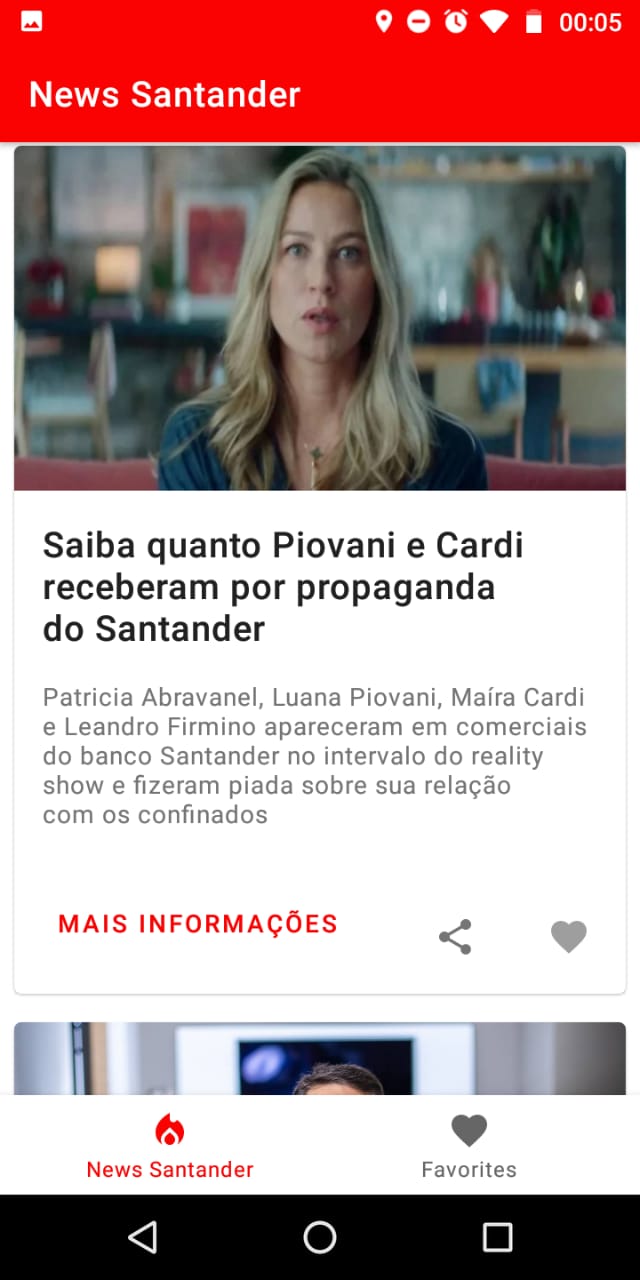 00:05
News Santander
Saiba quanto Piovani e Cardi
receberam por propaganda
do Santander
Patricia Abravanel, Luana Piovani, Maíra Cardi
e Leandro Firmino apareceram em comerciais
do banco Santander no intervalo do reality
show e fizeram piada sobre sua relação
com os confinados
MAIS INFORMAÇÕES
News Santander
Favorites